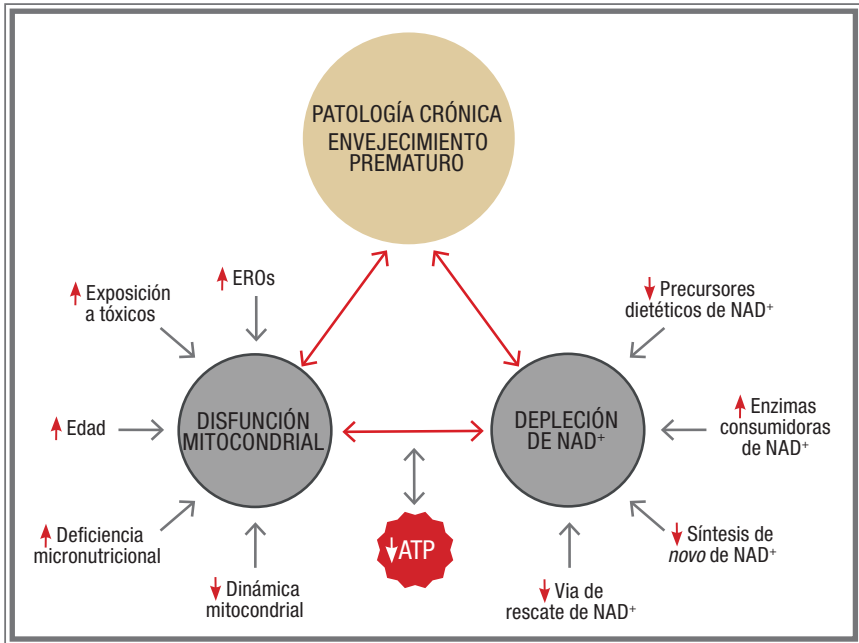 PATOLOGÍA CRÓNICA
ENVEJECIMIENTO
PREMATURO
EROs
Exposición
a tóxicos
Edad
Deficiencia
micronutricional
Dinámica
mitocondrial
DISFUNCIÓN
MITOCONDRIAL
ATP
DEPLECIÓN
DE NAD⁺
Precursores
dietéticos de NAD⁺
Enzimas
consumidoras
de NAD⁺
Síntesis de
novo de NAD⁺
Via de
rescate de NAD⁺